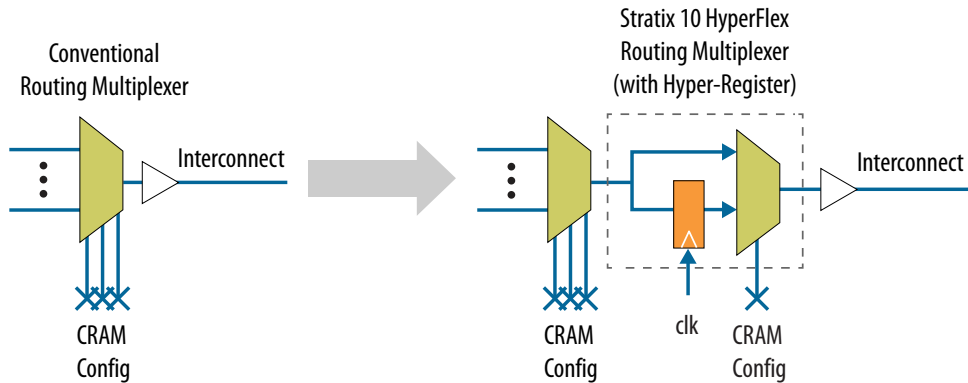 Conventional
Routing Multiplexer
Interconnect
CRAM
Config
Stratix 10 HyperFlex
Routing Multiplexer
(with Hyper-Register)
Interconnect
CRAM
Config
clk
CRAM
Config